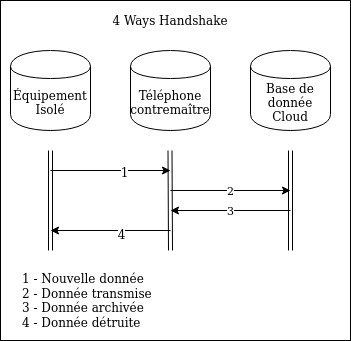 4 Ways Handshake
Équipement
Isolé
Téléphone
contremaître
Base de
donnée
Cloud
1
2
3
4
1 - Nouvelle donnée
2 - Donnée transmise
3 - Donnée archivée
4 - Donnée détruite